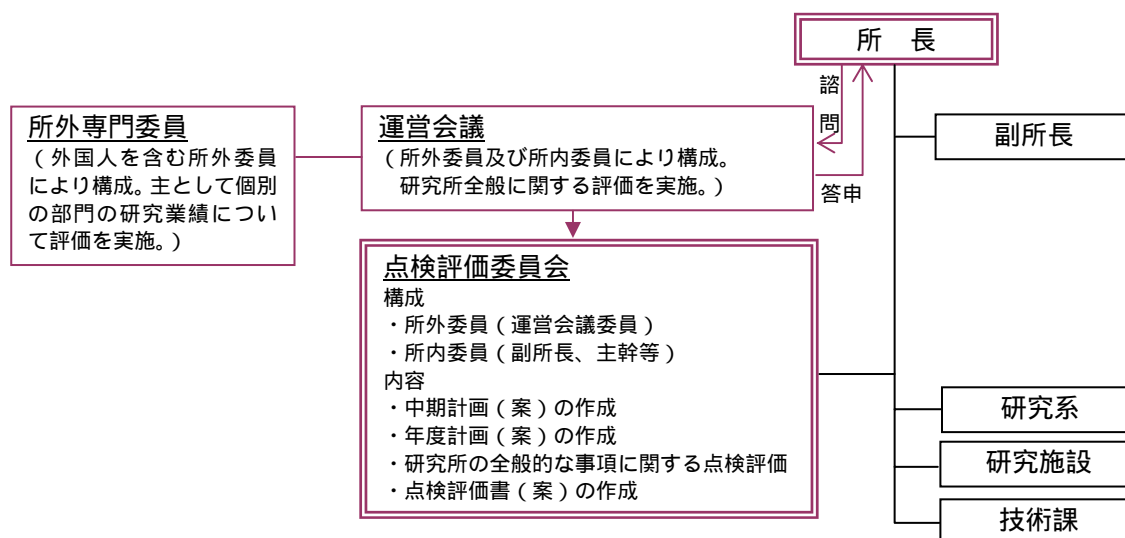 所　長
諮
問
答申
副所長
所外専門委員
（外国人を含む所外委員
により構成。主として個別
の部門の研究業績につい
て評価を実施。）
運営会議
（所外委員及び所内委員により構成。
研究所全般に関する評価を実施。）
点検評価委員会
構成
・所外委員（運営会議委員）
・所内委員（副所長、主幹等）
内容
・中期計画（案）の作成
・年度計画（案）の作成
・研究所の全般的な事項に関する点検評価
・点検評価書（案）の作成
研究系
研究施設
技術課